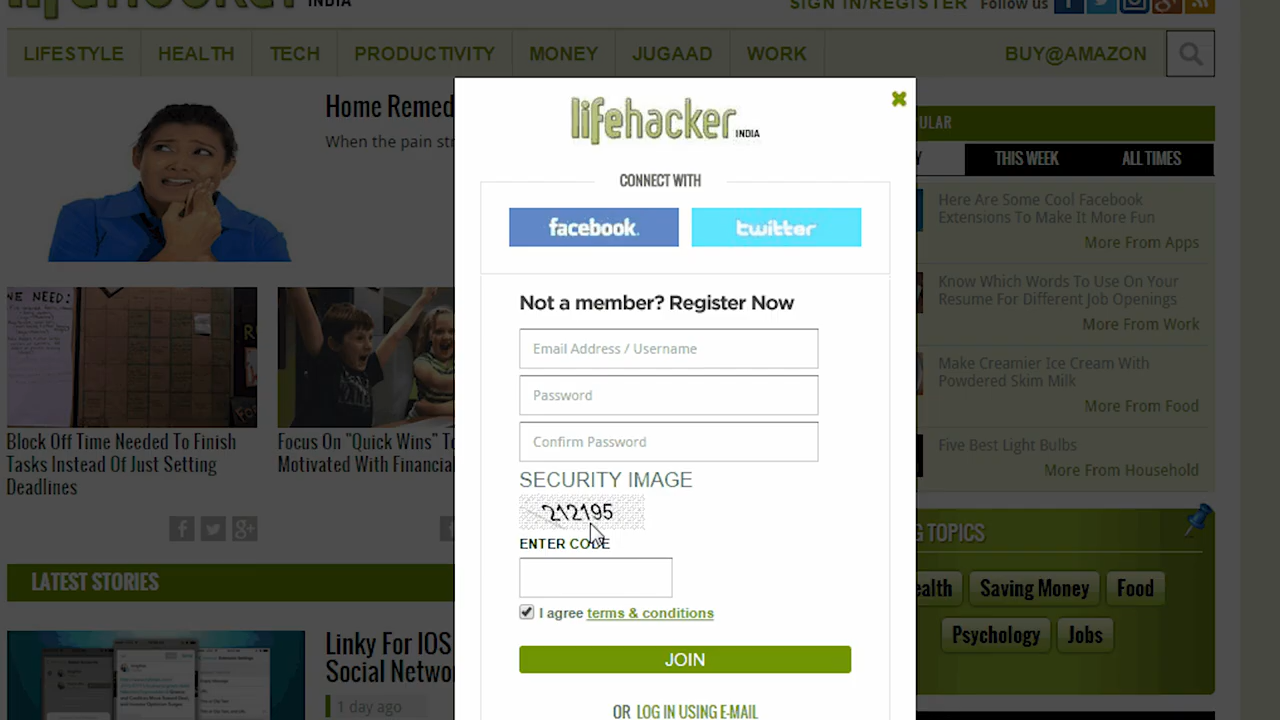 lifehacker INDIA
SIGN IN/REGISTER Follow us
LIFESTYLE HEALTH TECH PRODUCTIVITY MONEY JUGAAD WORK BUY@AMAZON
Home Remed
When the pain str
Block Off Time Needed To Finish
Tasks Instead Of Just Setting
Deadlines
Focus On "Quick Wins" To
Motivated With Financial
LATEST STORIES
Linky For IOS
Social Netwo
1 day ago
lifehacker INDIA
CONNECT WITH
facebook.
twitter
Not a member? Register Now
Email Address / Username
Password
Confirm Password
SECURITY IMAGE
212195
ENTER CODE
I agree terms & conditions
JOIN
OR LOG IN USING E-MAIL
ULAR
Y THIS WEEK ALL TIMES
Here Are Some Cool Facebook
Extensions To Make It More Fun
More From Apps
Know Which Words To Use On Your
Resume For Different Job Openings
More From Work
Make Creamier Ice Cream With
Powdered Skim Milk
More From Food
Five Best Light Bulbs
More From Household
G TOPICS
ealth Saving Money Food
Psychology Jobs